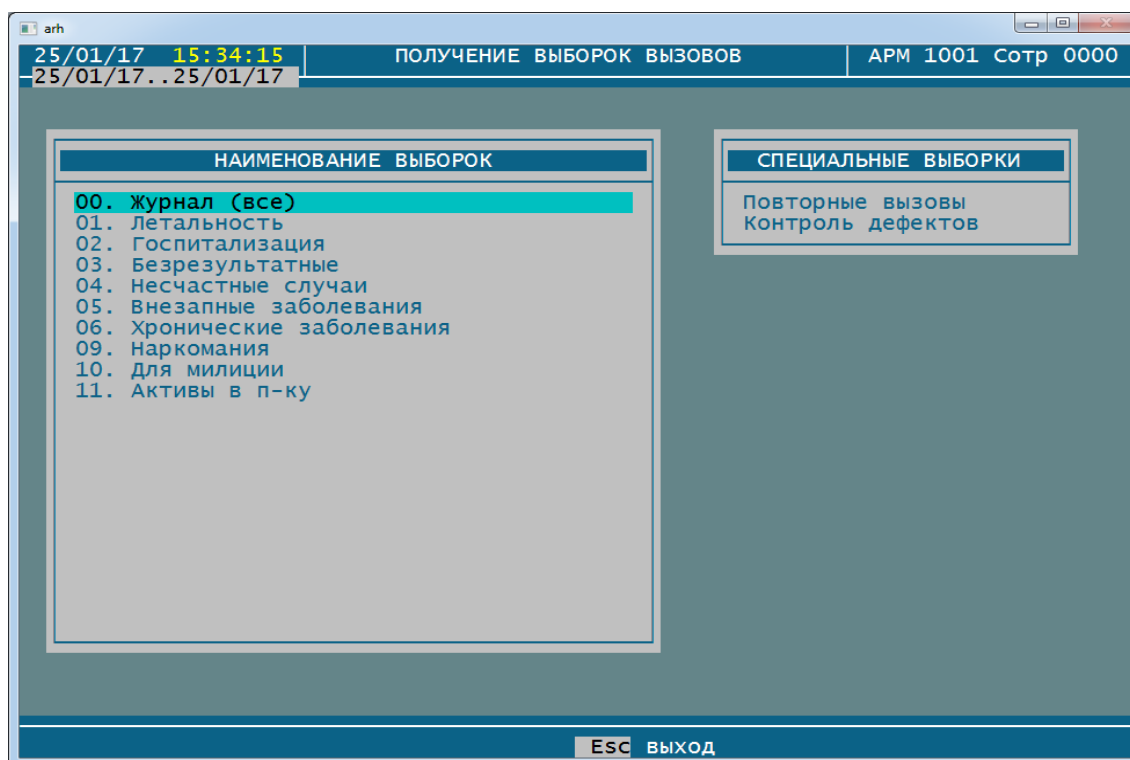 arh
25/01/17 15:34:15 ПОЛУЧЕНИЕ ВЫБОРОК ВЫЗОВОВ АРМ 1001 Сотр 0000
25/01/17..25/01/17
НАИМЕНОВАНИЕ ВЫБОРОК
00. Журнал (все)
01. Летальность
02. Госпитализация
03. Безрезультатные
04. Несчастные случаи
05. Внезапные заболевания
06. Хронические заболевания
09. Наркомания
10. Для милиции
11. Активы в п-ку
СПЕЦИАЛЬНЫЕ ВЫБОРКИ
Повторные вызовы
Контроль дефектов
Esc выход